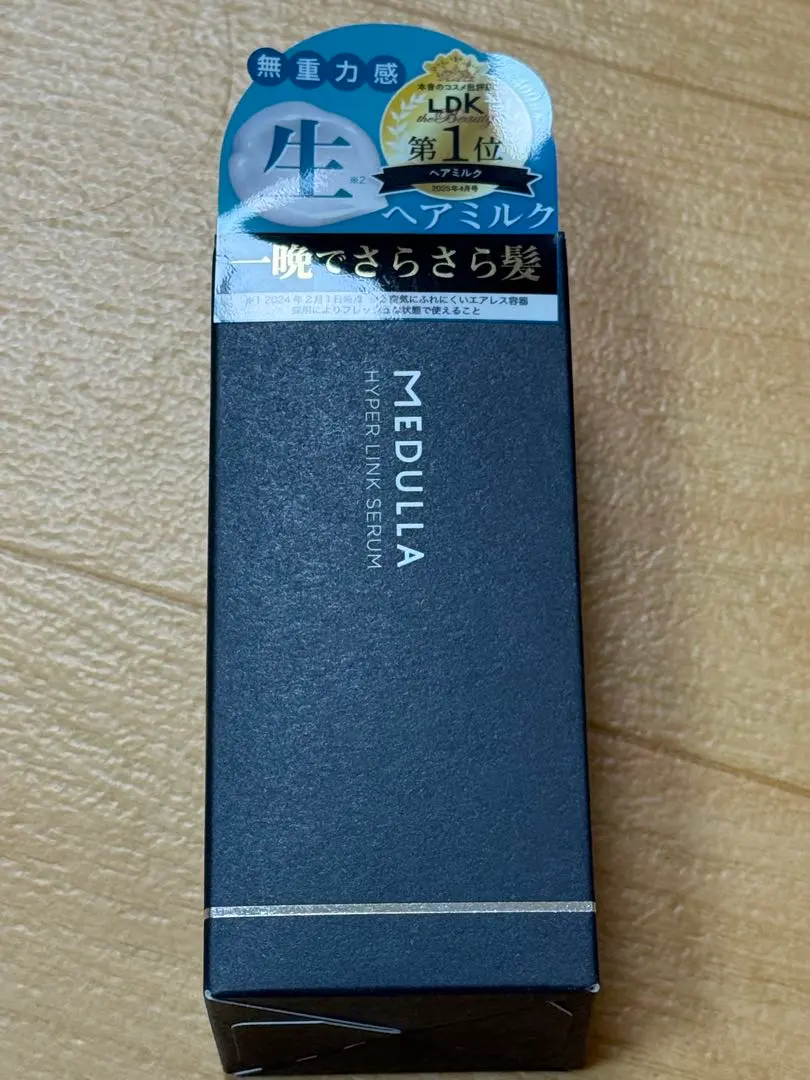 無重力感
本音のコスメ批評誌
LDK
the Beauty
第1位
ヘアミルク
2025年4月号
生
※2
ヘアミルク
一晩でさらさら髪
※1 2024年2月1日時点 ※2 空気にふれにくいエアレス容器
採用によりフレッシュな状態で使えること
MEDULLA
HYPER LINK SERUM